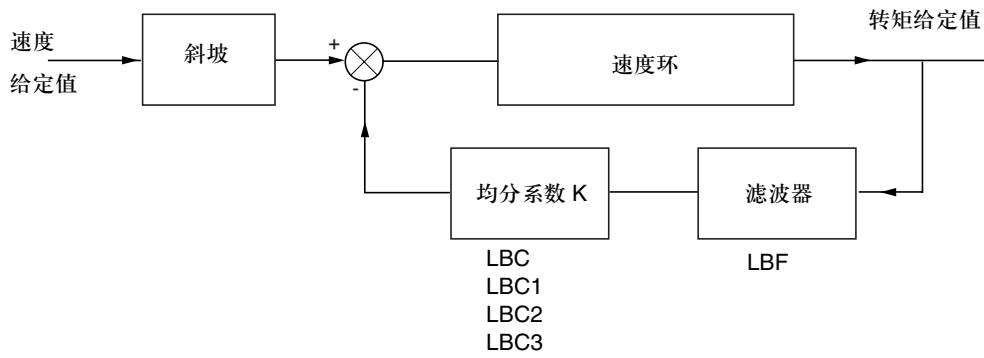 速度
给定值
斜坡
+
-
速度环
转矩给定值
均分系数 K
滤波器
LBC
LBC1
LBC2
LBC3
LBF